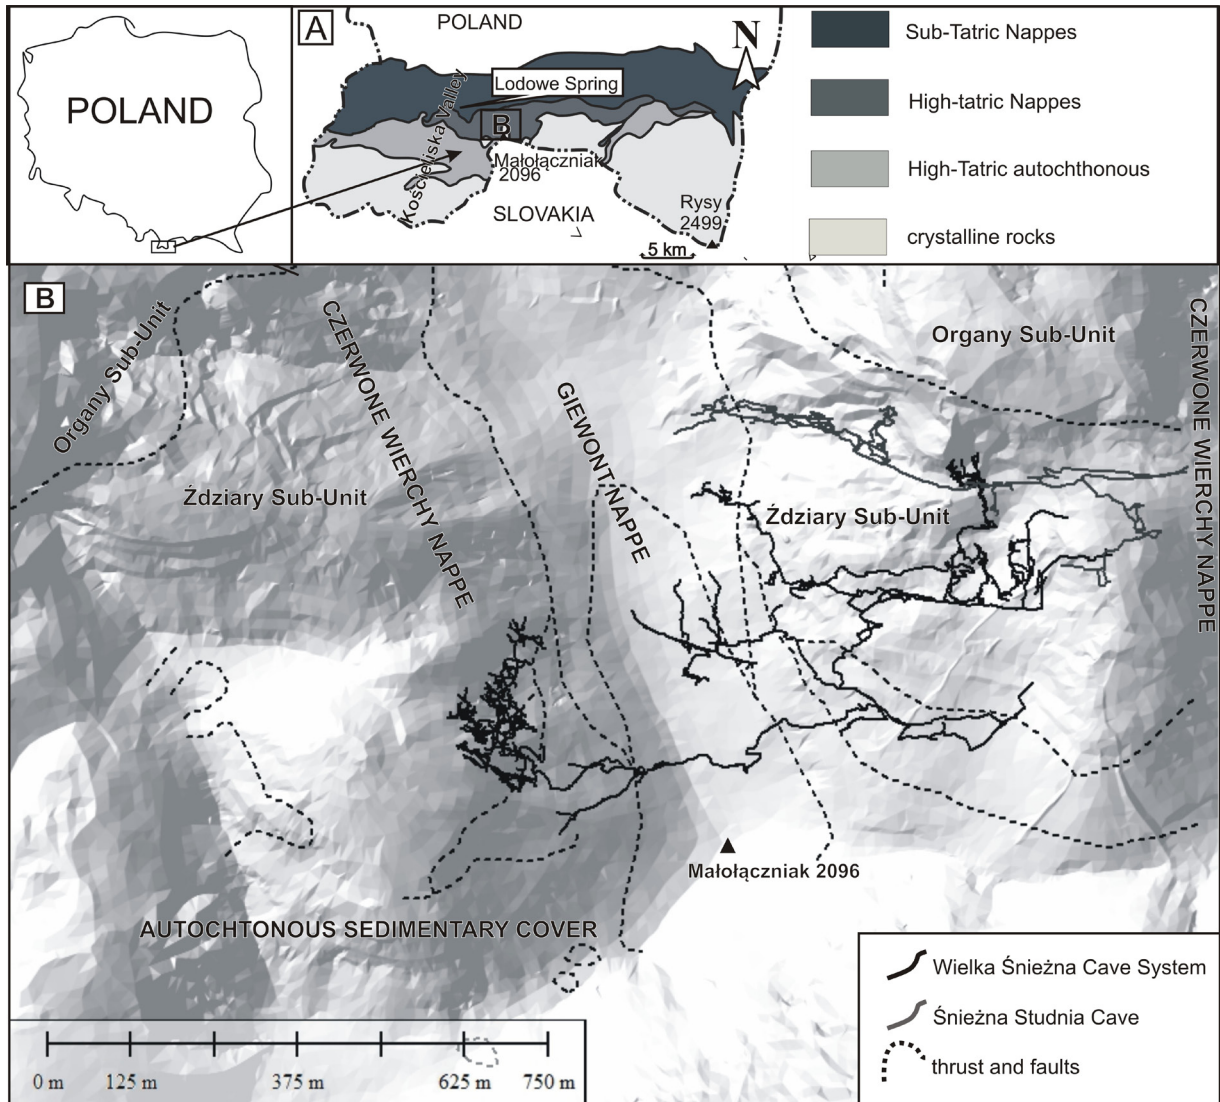 POLAND
A
POLAND
N
Lodowe Spring
Kościeliska Valley
B
Małołączniak
2096
SLOVAKIA
Rysy
2499
5 km
Sub-Tatric Nappes
High-tatric Nappes
High-Tatric autochthonous
crystalline rocks
B
Organy Sub-Unit
CZERWONE WIERCHY NAPPE
GIEWONT NAPPE
Organy Sub-Unit
CZERWONE WIERCHY NAPPE
Ździary Sub-Unit
Ździary Sub-Unit
Małołączniak 2096
AUTOCHTONOUS SEDIMENTARY COVER
Wielka Śnieżna Cave System
Śnieżna Studnia Cave
thrust and faults
0 m 125 m 375 m 625 m 750 m